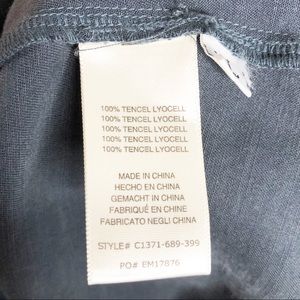 100% TENCEL LYOCELL
100% TENCEL LYOCELL
100% TENCEL LYOCELL
100% TENCEL LYOCELL
100% TENCEL LYOCELL
MADE IN CHINA
HECHO EN CHINA
GEMACHT IN CHINA
FABRIQUÉ EN CHINE
FABRICATO NEGLI CHINA
STYLE# C1371-689-399
PO# EM17876